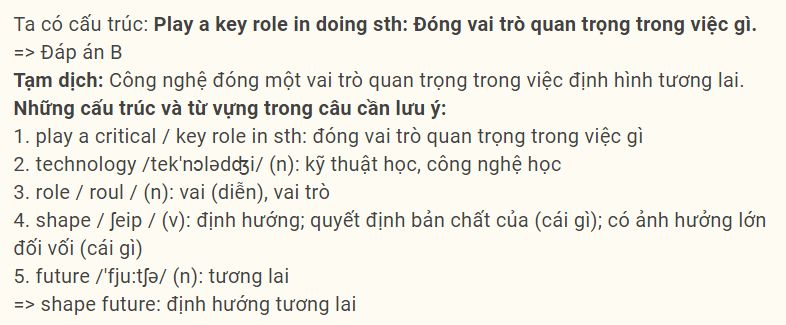 Ta có cấu trúc: Play a key role in doing sth: Đóng vai trò quan trọng trong việc gì.
=> Đáp án B
Tạm dịch: Công nghệ đóng một vai trò quan trọng trong việc định hình tương lai.
Những cấu trúc và từ vựng trong câu cần lưu ý:
1. play a critical / key role in sth: đóng vai trò quan trọng trong việc gì
2. technology /tek'nɔlədʤi/ (n): kỹ thuật học, công nghệ học
3. role / roul / (n): vai (diễn), vai trò
4. shape / ʃeip / (v): định hướng; quyết định bản chất của (cái gì); có ảnh hưởng lớn
đối vối (cái gì)
5. future /'fju:tʃə/ (n): tương lai
=> shape future: định hướng tương lai